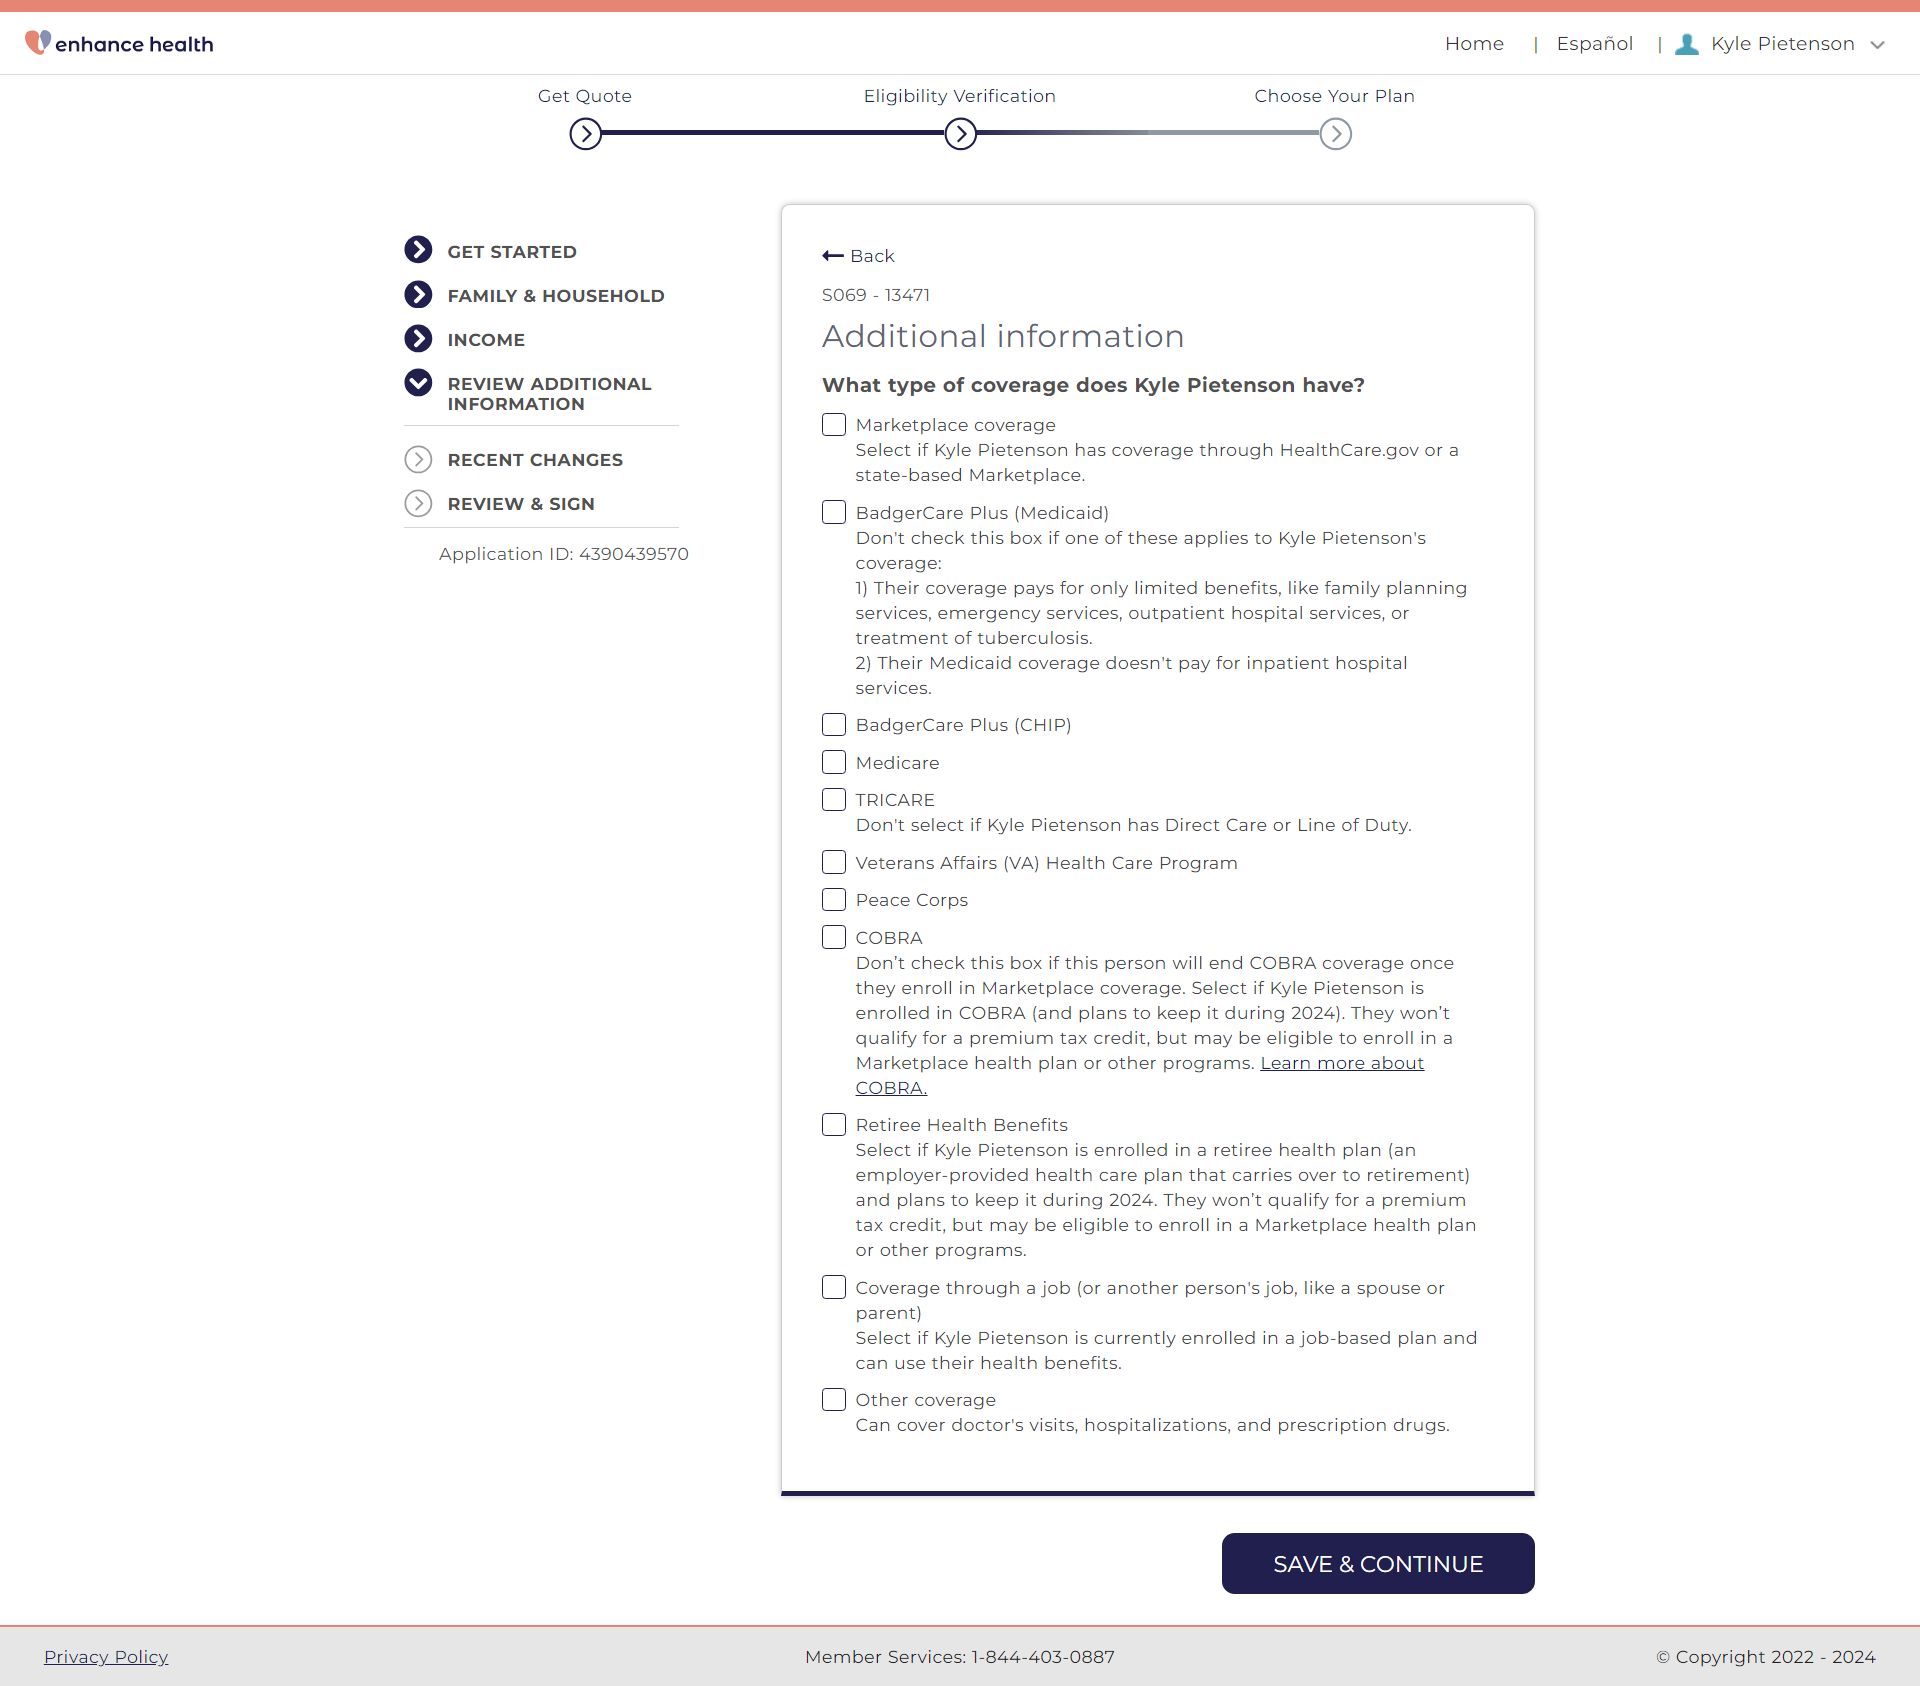 enhance health
Home | Español | Kyle Pietenson
Get Quote
Eligibility Verification
Choose Your Plan
GET STARTED
FAMILY & HOUSEHOLD
INCOME
REVIEW ADDITIONAL
INFORMATION
RECENT CHANGES
REVIEW & SIGN
Application ID: 4390439570
Back
S069 - 13471
Additional information
What type of coverage does Kyle Pietenson have?
Marketplace coverage
Select if Kyle Pietenson has coverage through HealthCare.gov or a
state-based Marketplace.
BadgerCare Plus (Medicaid)
Don't check this box if one of these applies to Kyle Pietenson's
coverage:
1) Their coverage pays for only limited benefits, like family planning
services, emergency services, outpatient hospital services, or
treatment of tuberculosis.
2) Their Medicaid coverage doesn't pay for inpatient hospital
services.
BadgerCare Plus (CHIP)
Medicare
TRICARE
Don't select if Kyle Pietenson has Direct Care or Line of Duty.
Veterans Affairs (VA) Health Care Program
Peace Corps
COBRA
Don’t check this box if this person will end COBRA coverage once
they enroll in Marketplace coverage. Select if Kyle Pietenson is
enrolled in COBRA (and plans to keep it during 2024). They won’t
qualify for a premium tax credit, but may be eligible to enroll in a
Marketplace health plan or other programs. Learn more about
COBRA.
Retiree Health Benefits
Select if Kyle Pietenson is enrolled in a retiree health plan (an
employer-provided health care plan that carries over to retirement)
and plans to keep it during 2024. They won’t qualify for a premium
tax credit, but may be eligible to enroll in a Marketplace health plan
or other programs.
Coverage through a job (or another person's job, like a spouse or
parent)
Select if Kyle Pietenson is currently enrolled in a job-based plan and
can use their health benefits.
Other coverage
Can cover doctor's visits, hospitalizations, and prescription drugs.
SAVE & CONTINUE
Privacy Policy
Member Services: 1-844-403-0887
© Copyright 2022 - 2024